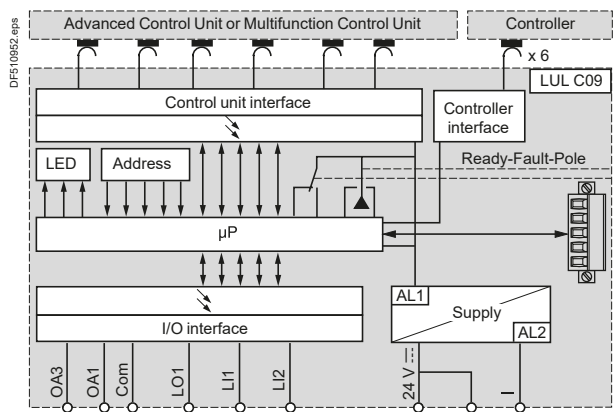 DF510952.eps
Advanced Control Unit or Multifunction Control Unit
Controller
x 6
LUL C09
Control unit interface
Controller
interface
LED
Address
Ready-Fault-Pole
µP
AL1
Supply
AL2
I/O interface
OA3
OA1
Com
LO1
LI1
LI2
24 V